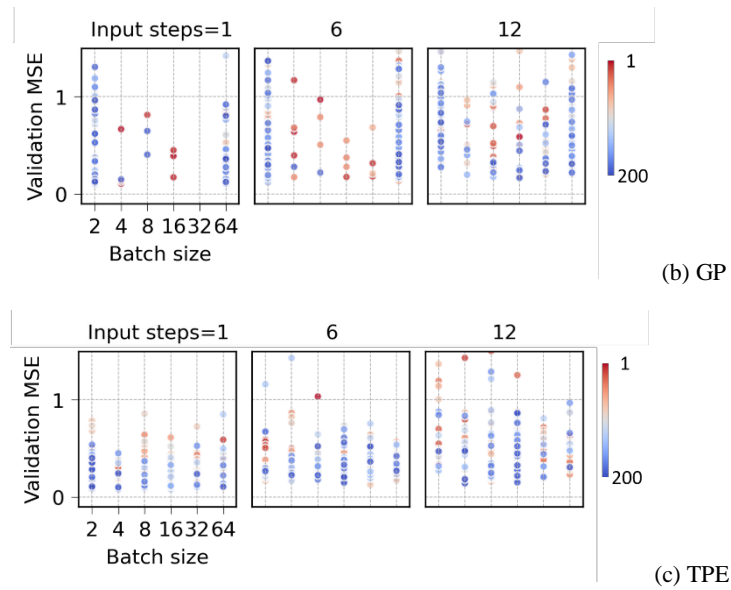 Input steps=1 6 12
Validation MSE
1
0
2 4 8 16 32 64
Batch size
1
200
(b) GP
Input steps=1 6 12
Validation MSE
1
0
2 4 8 16 32 64
Batch size
1
200
(c) TPE